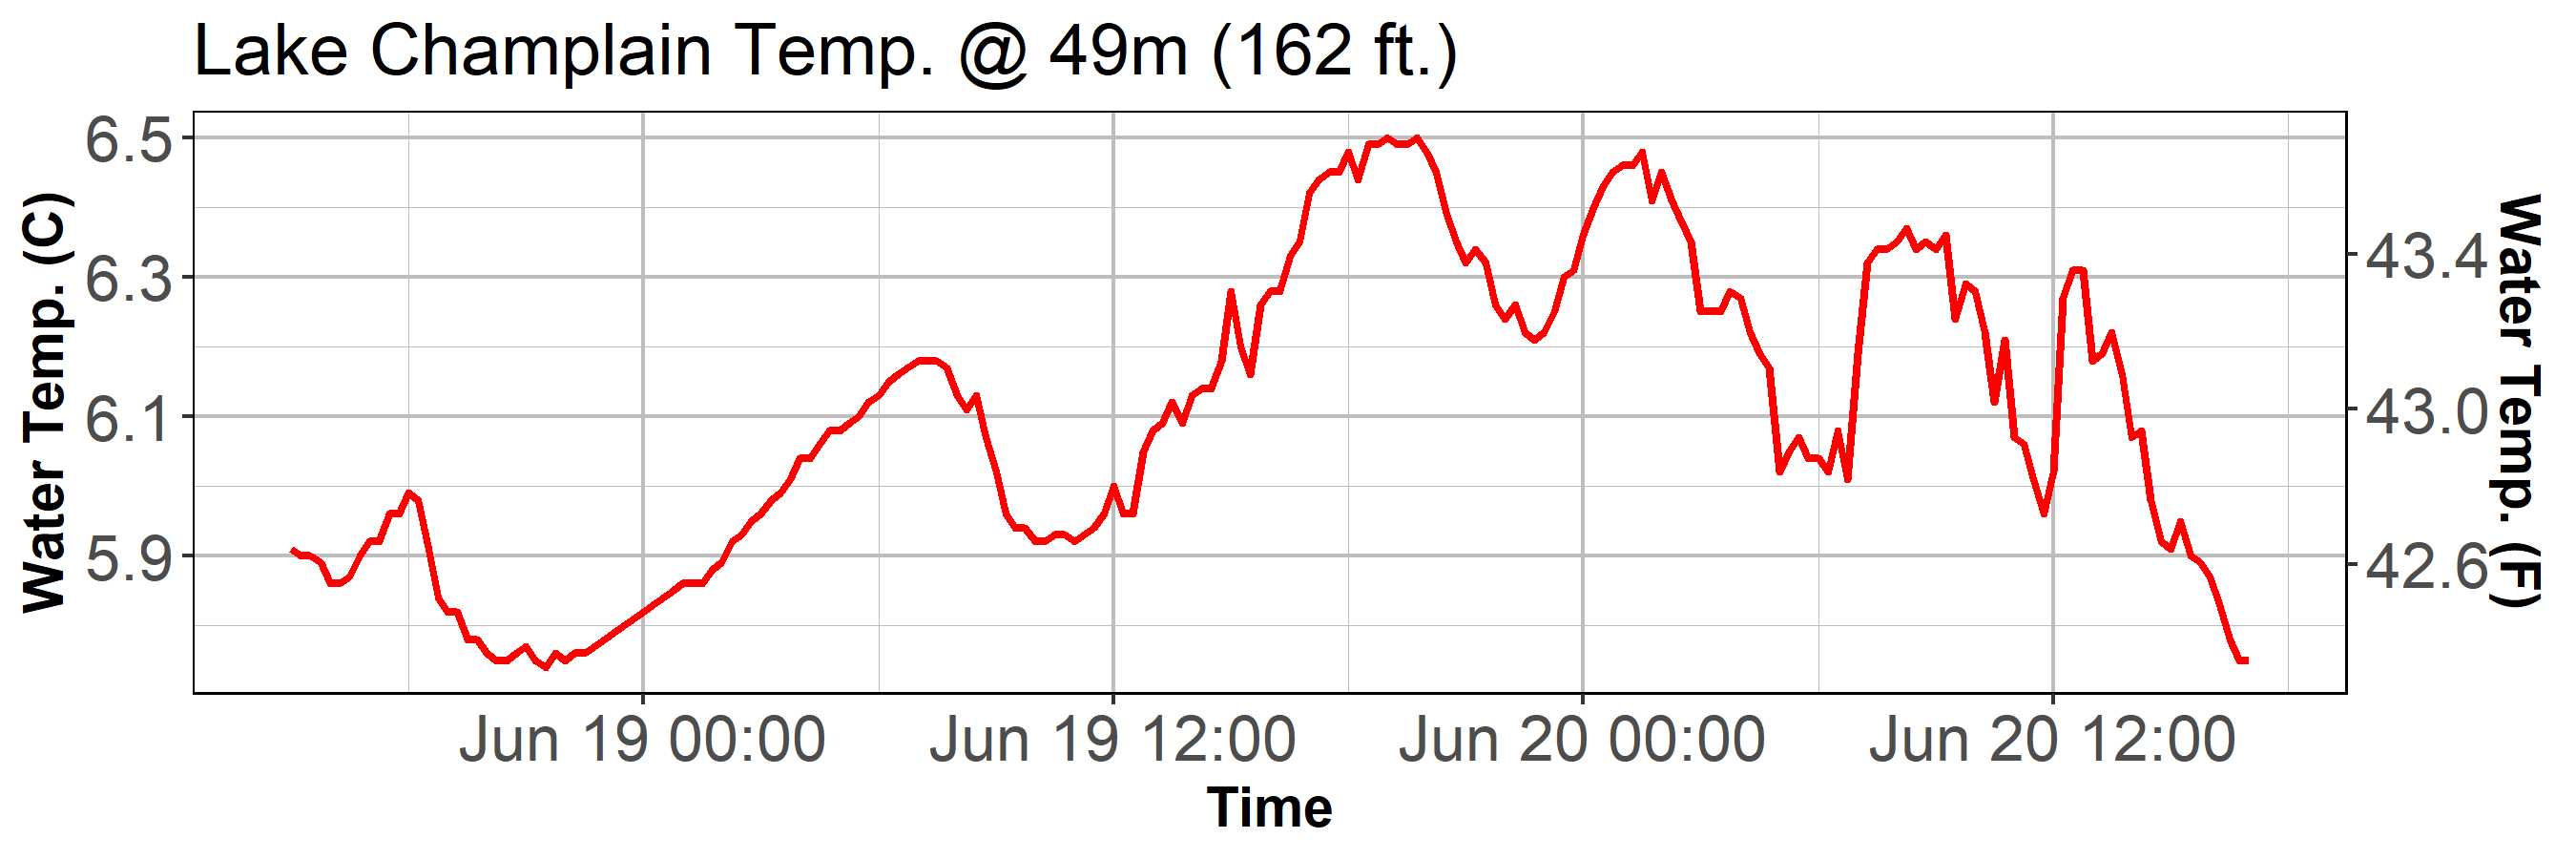 Lake Champlain Temp. @ 49m (162 ft.)
Water Temp. (C)
6.5
6.3
6.1
5.9
43.4
43.0
42.6
Water Temp. (F)
Jun 19 00:00
Jun 19 12:00
Jun 20 00:00
Jun 20 12:00
Time